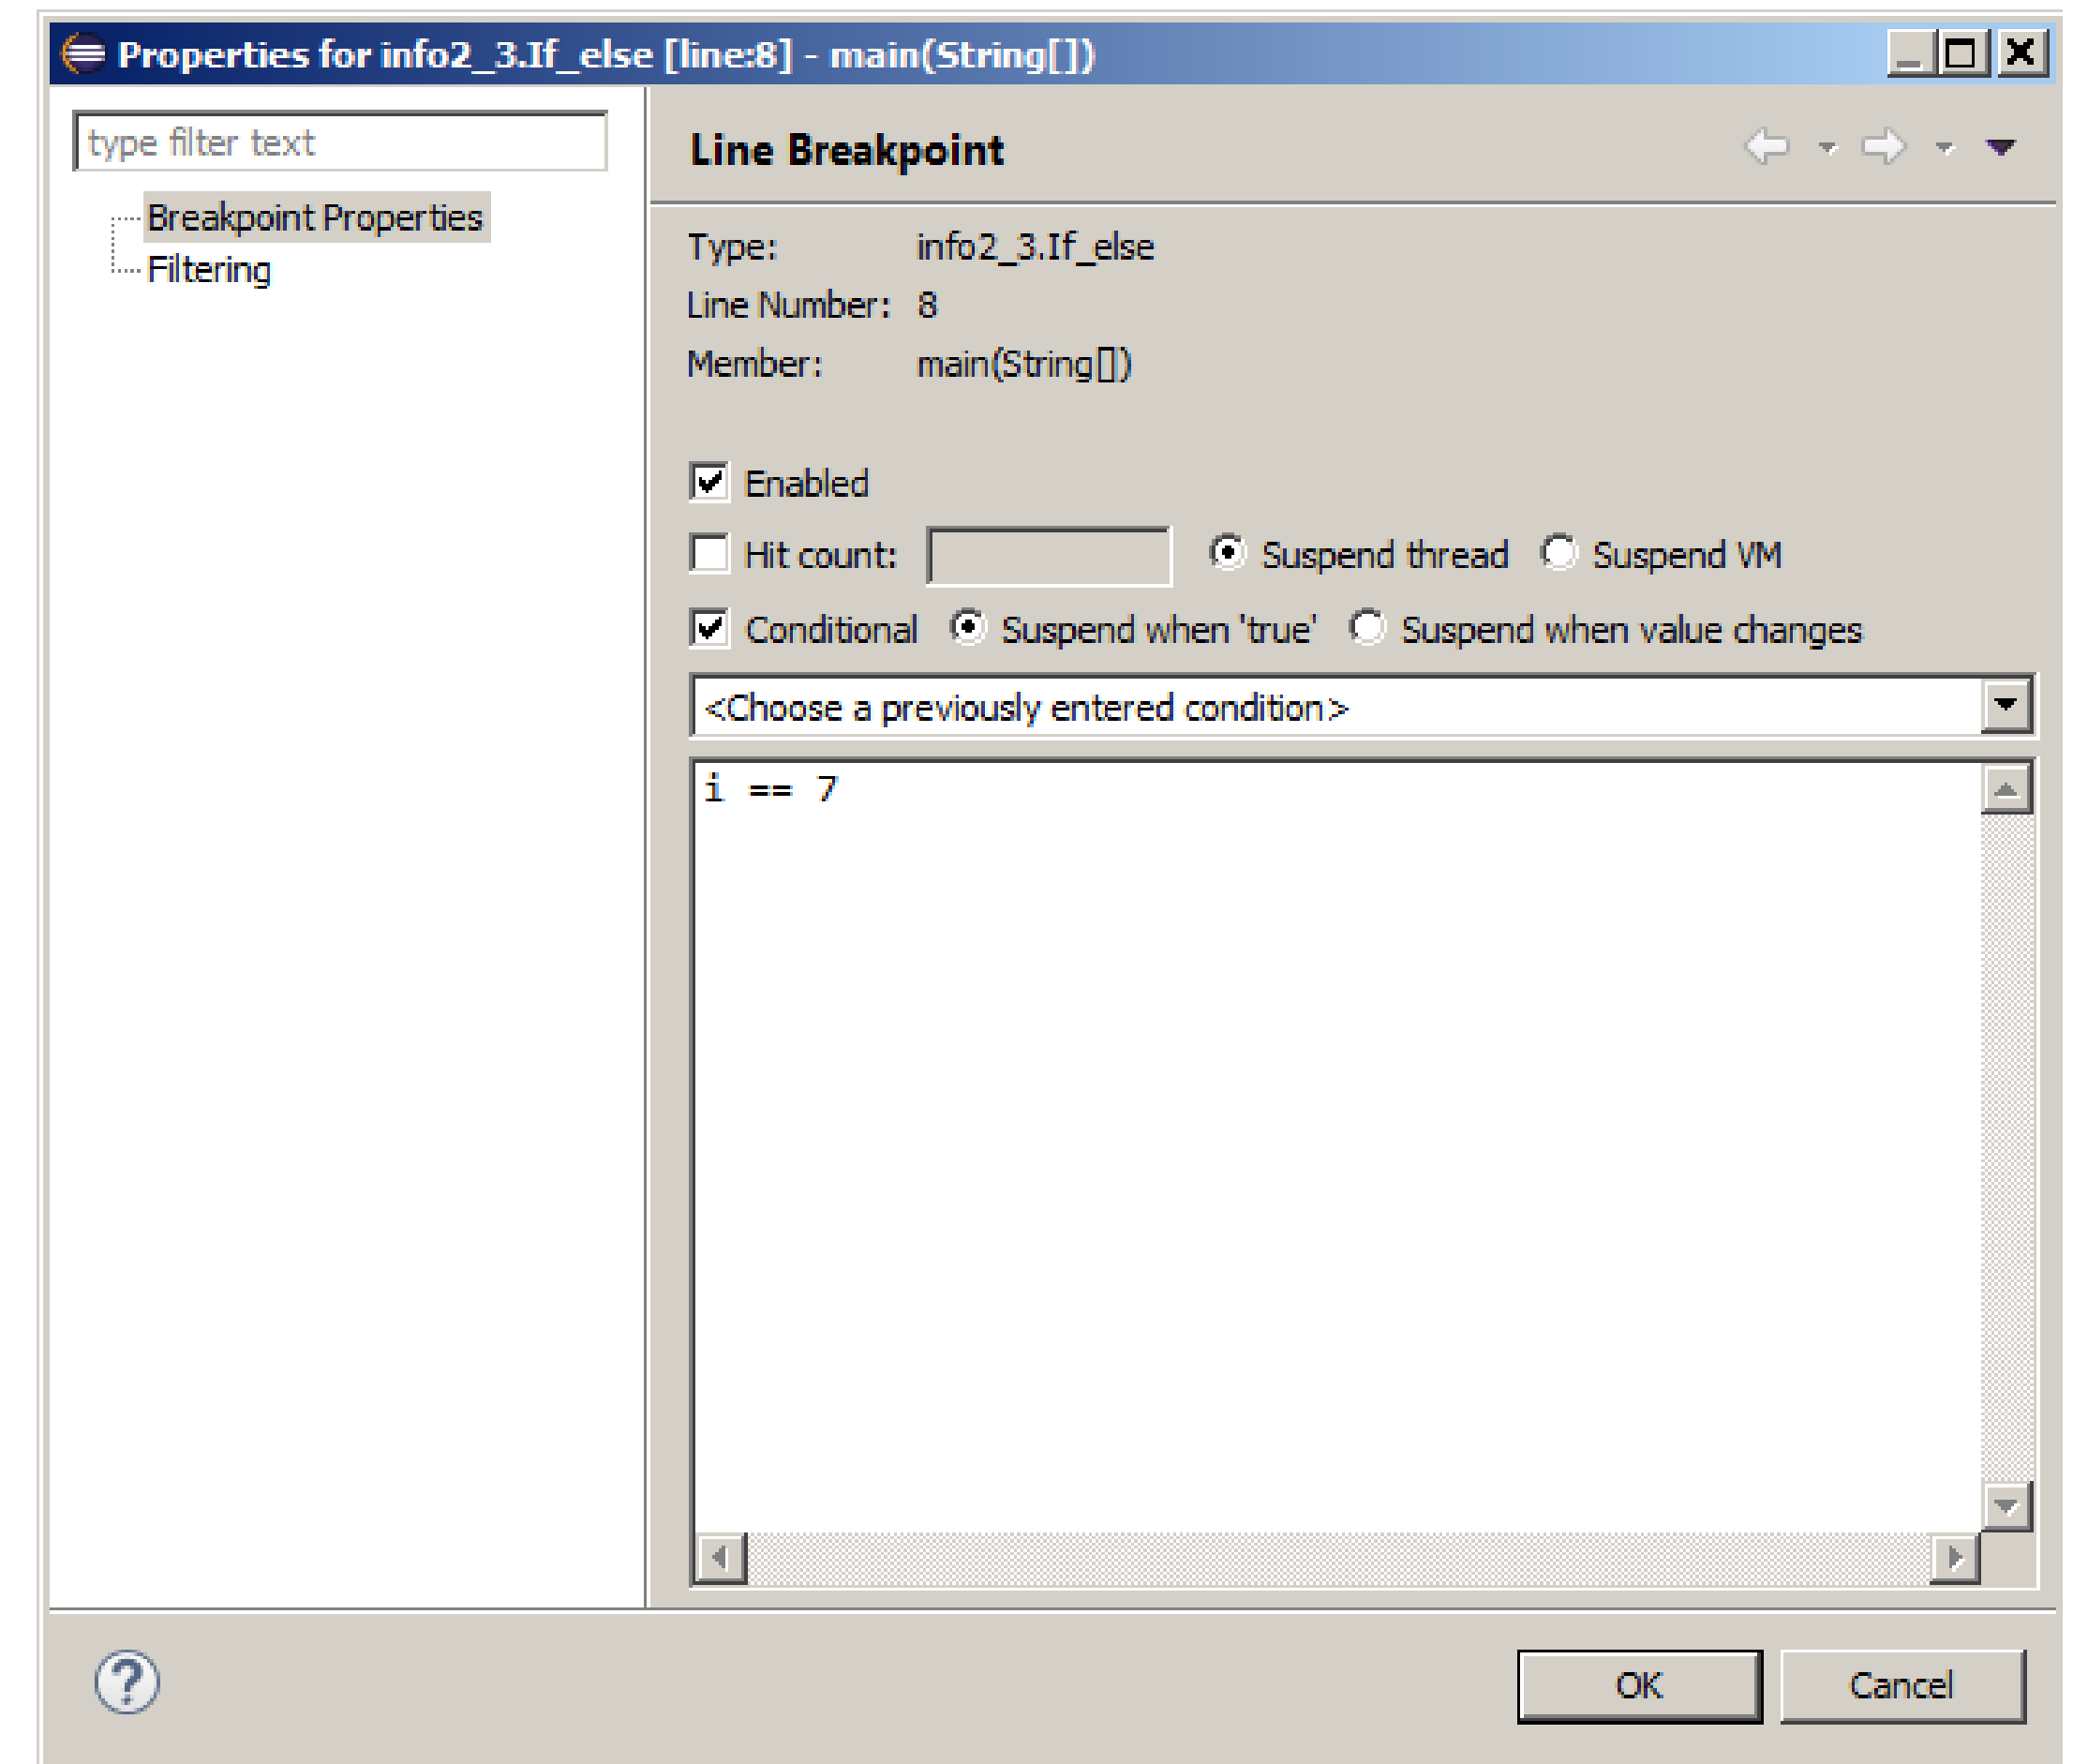 Properties for info2_3.If_else [line:8] - main(String[])
type filter text
Breakpoint Properties
Filtering
Line Breakpoint
Type: info2_3.If_else
Line Number: 8
Member: main(String[])
Enabled
Hit count: Suspend thread Suspend VM
Conditional Suspend when 'true' Suspend when value changes
<Choose a previously entered condition>
i == 7
? OK Cancel